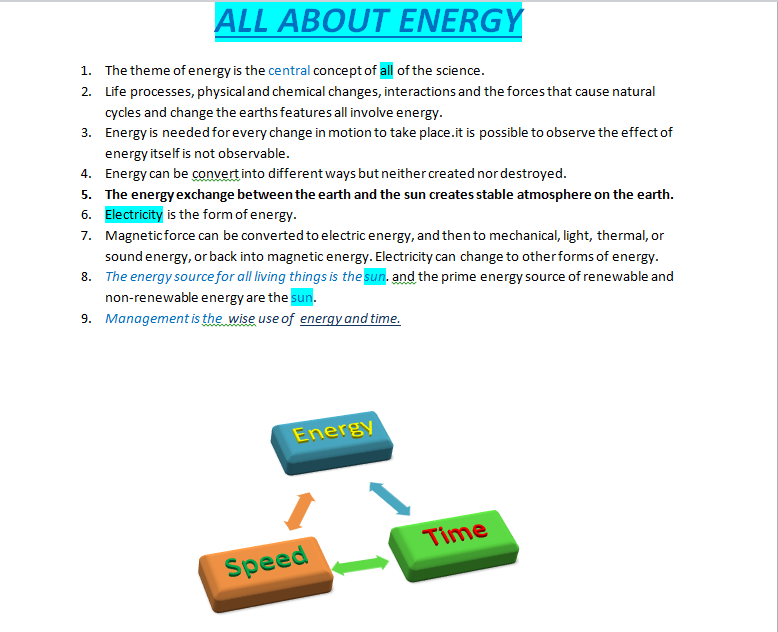 ALL ABOUT ENERGY
1. The theme of energy is the central concept of all of the science.
2. Life processes, physical and chemical changes, interactions and the forces that cause natural
cycles and change the earths features all involve energy.
3. Energy is needed for every change in motion to take place.it is possible to observe the effect of
energy itself is not observable.
4. Energy can be convert into different ways but neither created nor destroyed.
5. The energy exchange between the earth and the sun creates stable atmosphere on the earth.
6. Electricity is the form of energy.
7. Magnetic force can be converted to electric energy, and then to mechanical, light, thermal, or
sound energy, or back into magnetic energy. Electricity can change to other forms of energy.
8. The energy source for all living things is the sun. and the prime energy source of renewable and
non-renewable energy are the sun.
9. Management is the wise use of energy and time.
Energy
Time
Speed